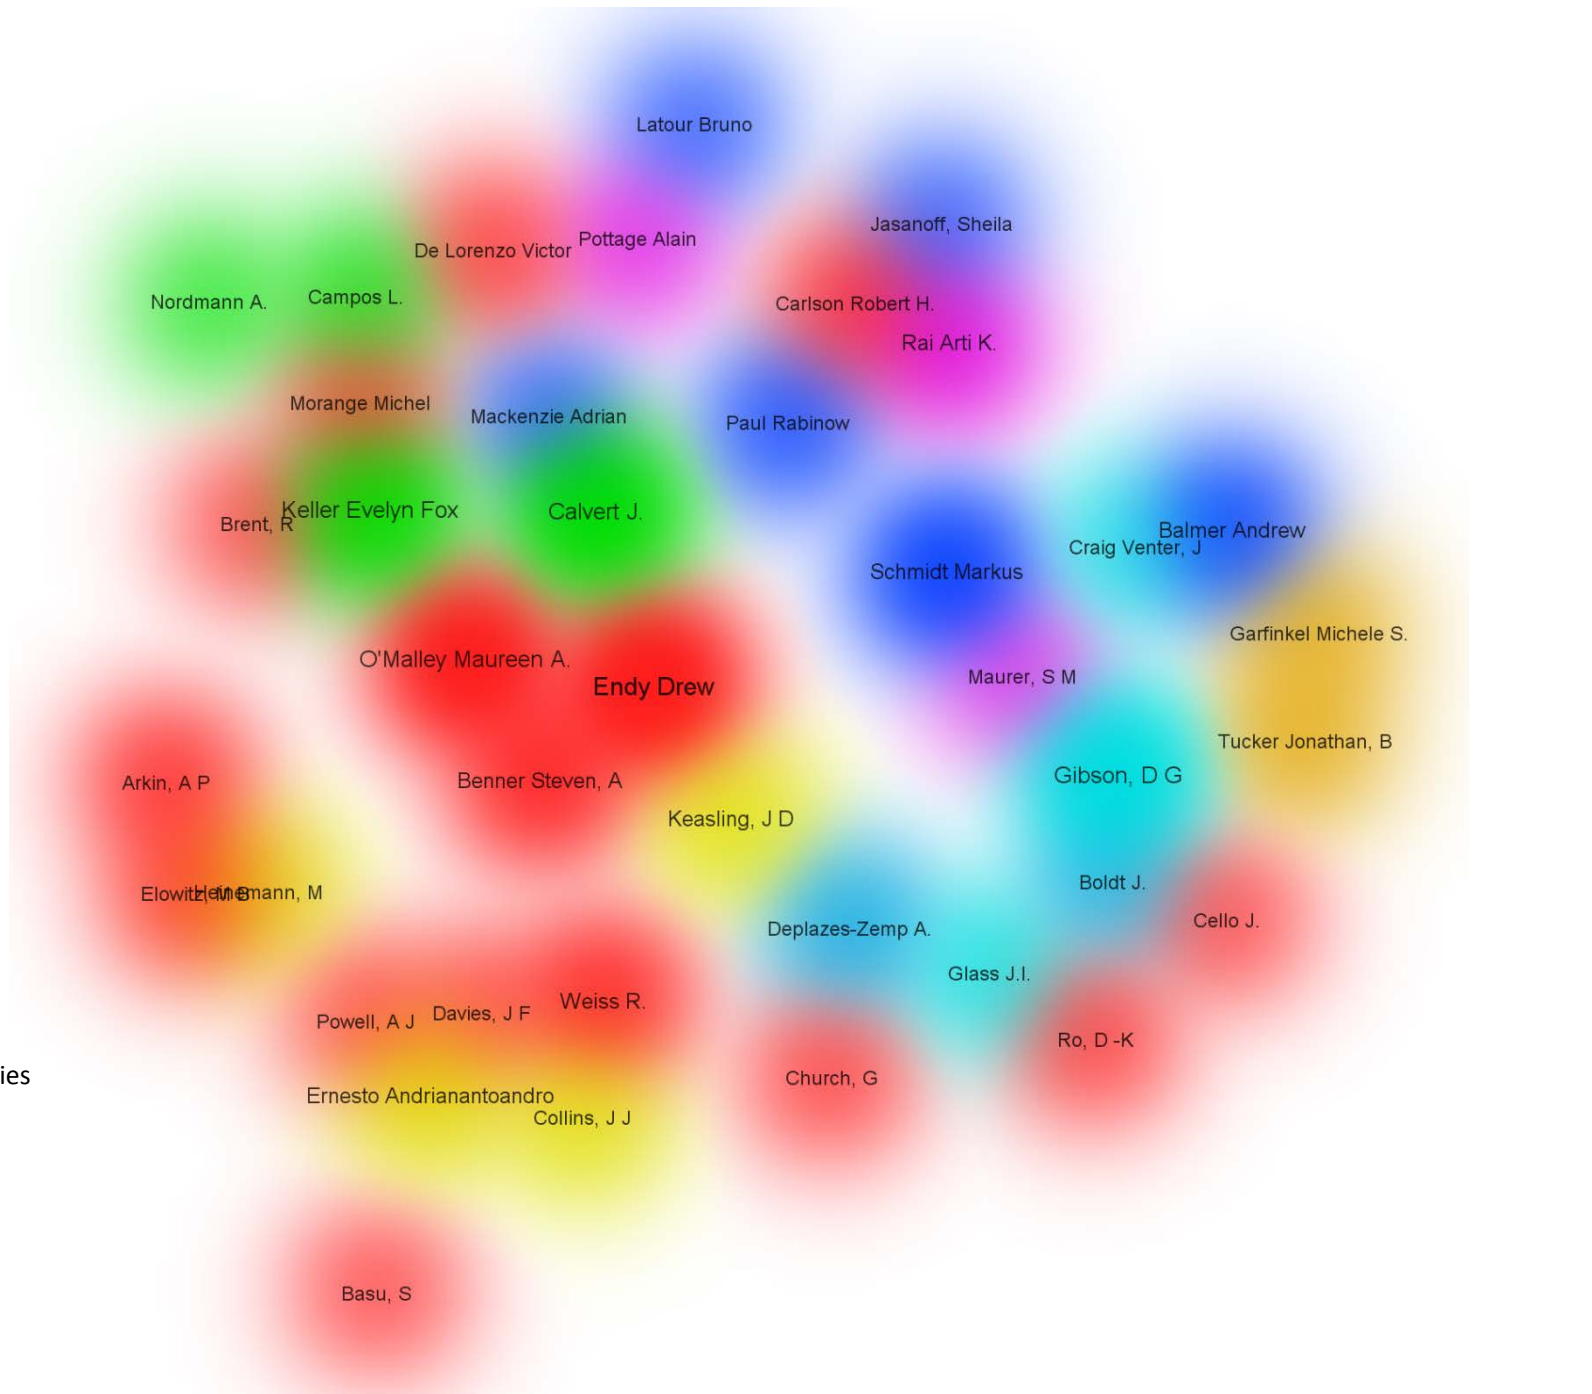 Latour Bruno
Jasanoff, Sheila
Pottage Alain
De Lorenzo Victor
Campos L.
Nordmann A.
Carlson Robert H.
Rai Arti K.
Morange Michel
Mackenzie Adrian
Paul Rabinow
Keller Evelyn Fox
Calvert J.
Brent, R
Balmer Andrew
Craig Venter, J
Schmidt Markus
Garfinkel Michele S.
O'Malley Maureen A.
Maurer, S M
Endy Drew
Tucker Jonathan, B
Gibson, D G
Benner Steven, A
Arkin, A P
Keasling, J D
Boldt J.
Elowitz, M B
Heinemann, M
Cello J.
Deplazes-Zemp A.
Glass J.I.
Weiss R.
Davies, J F
Powell, A J
Ro, D -K
ies
Church, G
Ernesto Andrianantoandro
Collins, J J
Basu, S